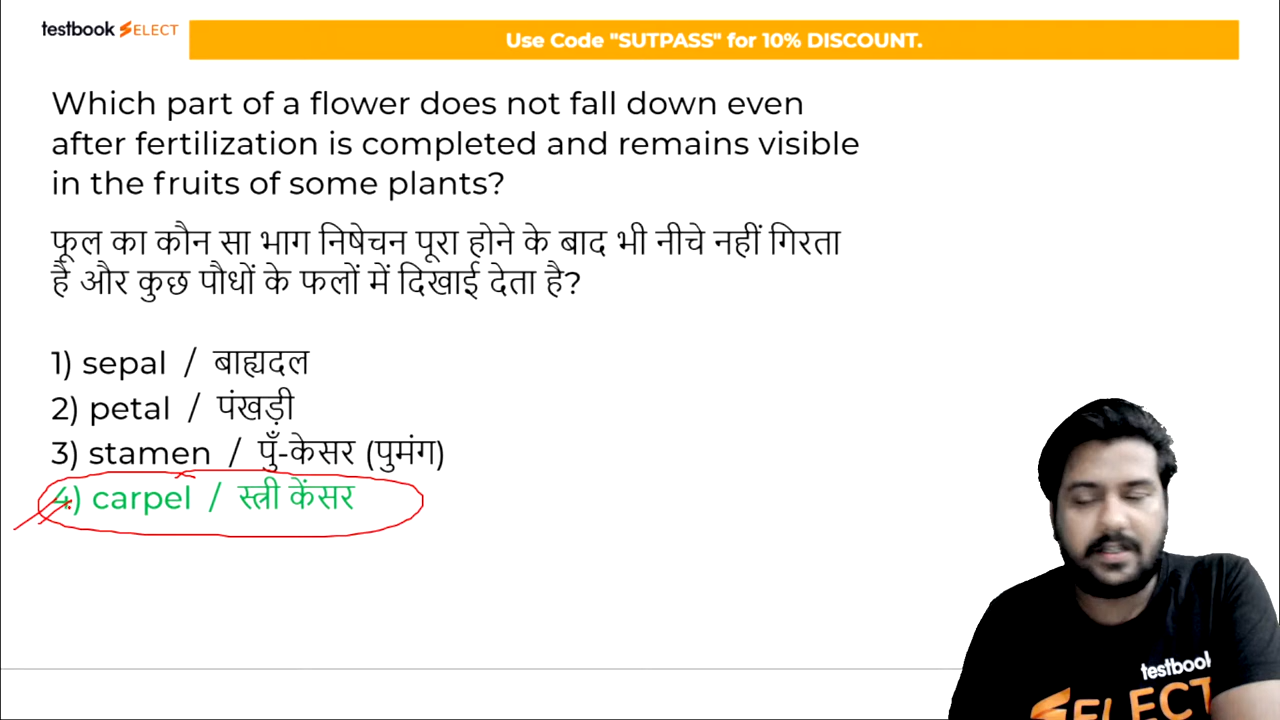 testbook SELECT
Use Code "SUTPASS" for 10% DISCOUNT.
Which part of a flower does not fall down even
after fertilization is completed and remains visible
in the fruits of some plants?
फूल का कौन सा भाग निषेचन पूरा होने के बाद भी नीचे नहीं गिरता
है और कुछ पौधों के फलों में दिखाई देता है?
1) sepal / बाह्यदल
2) petal / पंखड़ी
3) stamen / पुँ-केसर (पुमंग)
4) carpel / स्त्री केंसर
testbook
SELECT